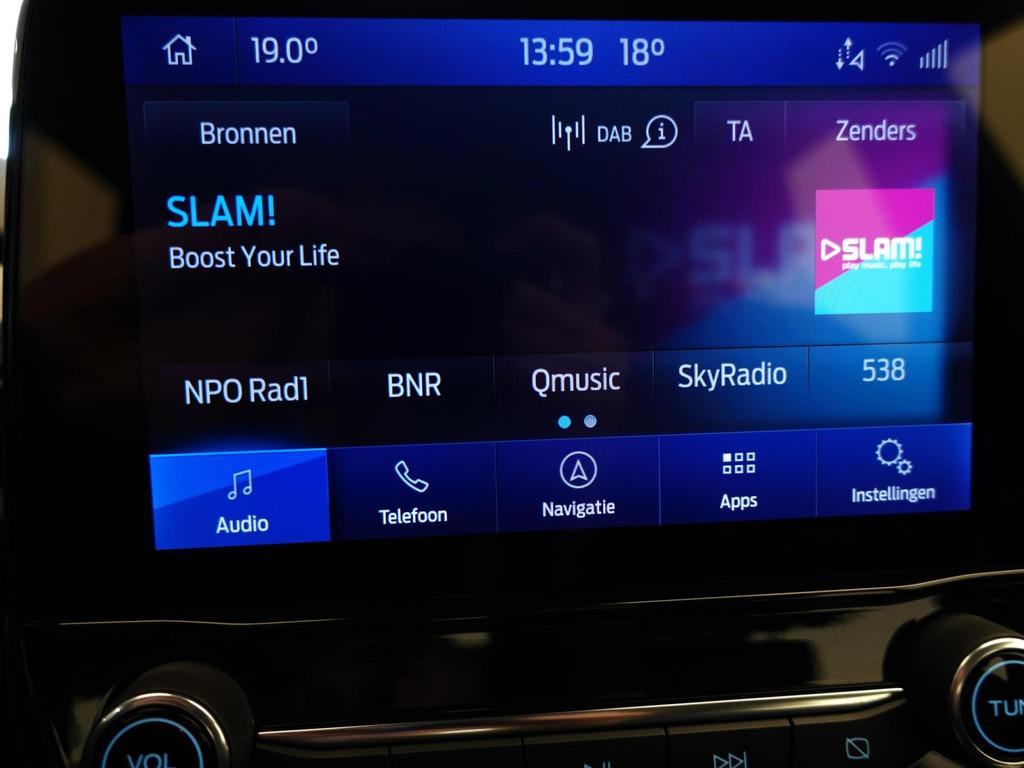 19.0º 13:59 18º
Bronnen DAB TA Zenders
SLAM!
Boost Your Life
SLAM!
play music, play life
NPO Rad1 BNR Qmusic SkyRadio 538
Audio Telefoon Navigatie Apps Instellingen
VOL
TUN